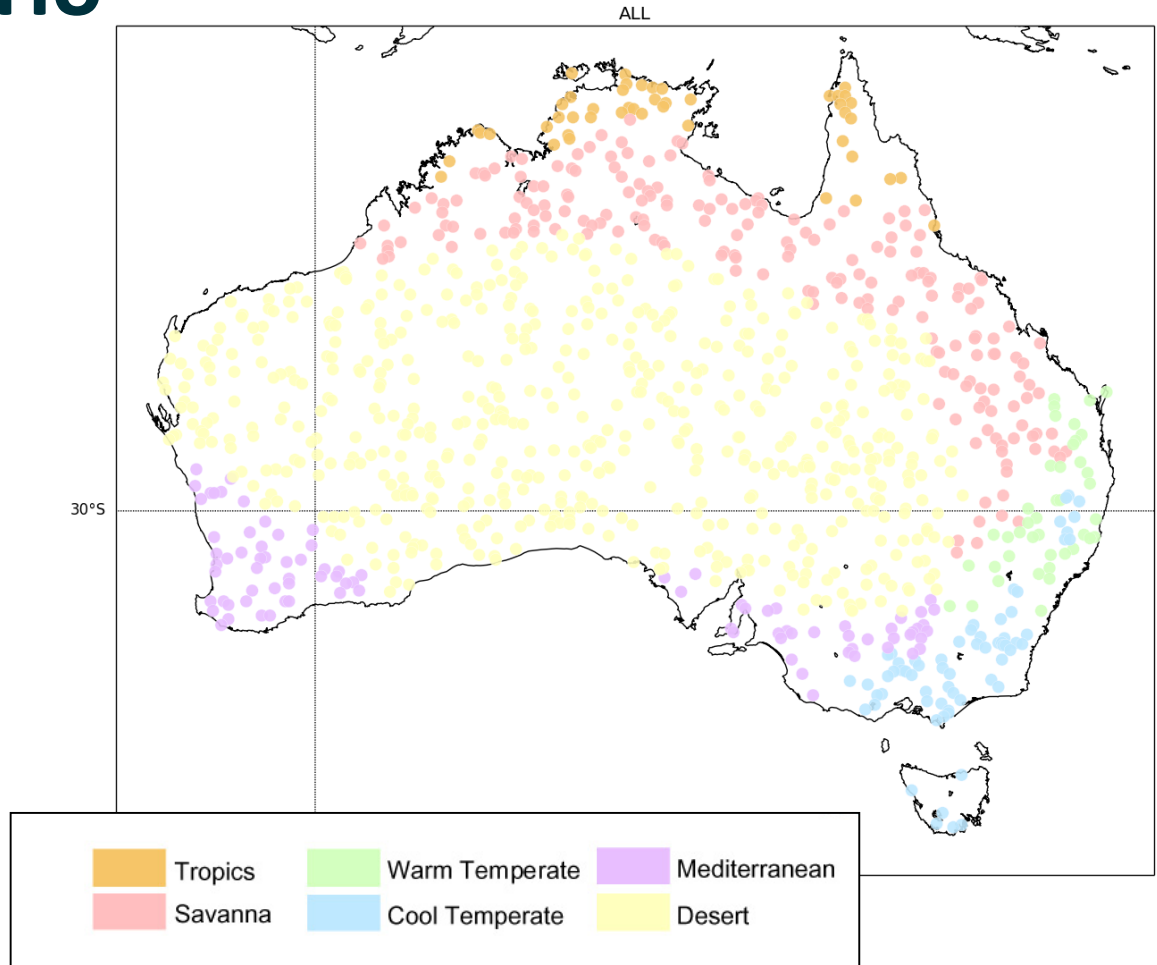 ALL
30°S
Tropics
Warm Temperate
Mediterranean
Savanna
Cool Temperate
Desert